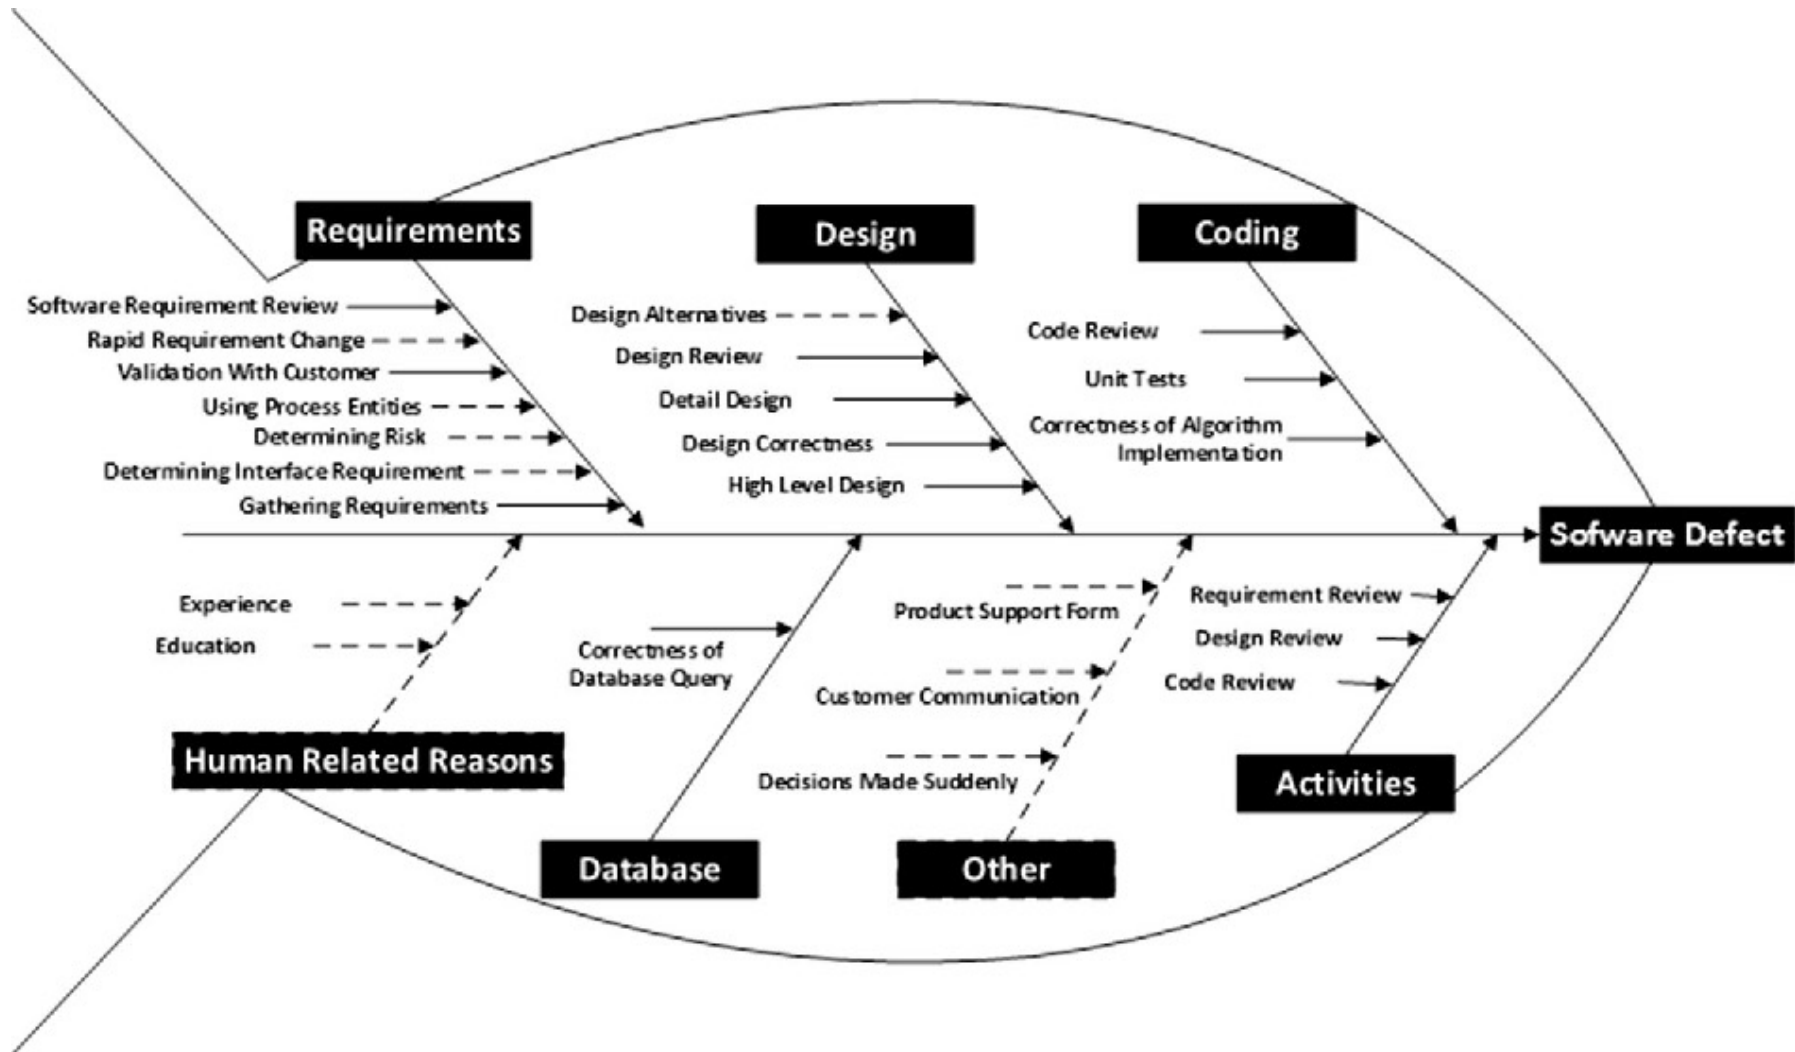 Requirements
Design
Coding
Software Requirement Review
Rapid Requirement Change
Validation With Customer
Using Process Entities
Determining Risk
Determining Interface Requirement
Gathering Requirements
Design Alternatives
Design Review
Detail Design
Design Correctness
High Level Design
Code Review
Unit Tests
Correctness of Algorithm
Implementation
Sofware Defect
Experience
Education
Human Related Reasons
Correctness of
Database Query
Database
Product Support Form
Customer Communication
Decisions Made Suddenly
Other
Requirement Review
Design Review
Code Review
Activities